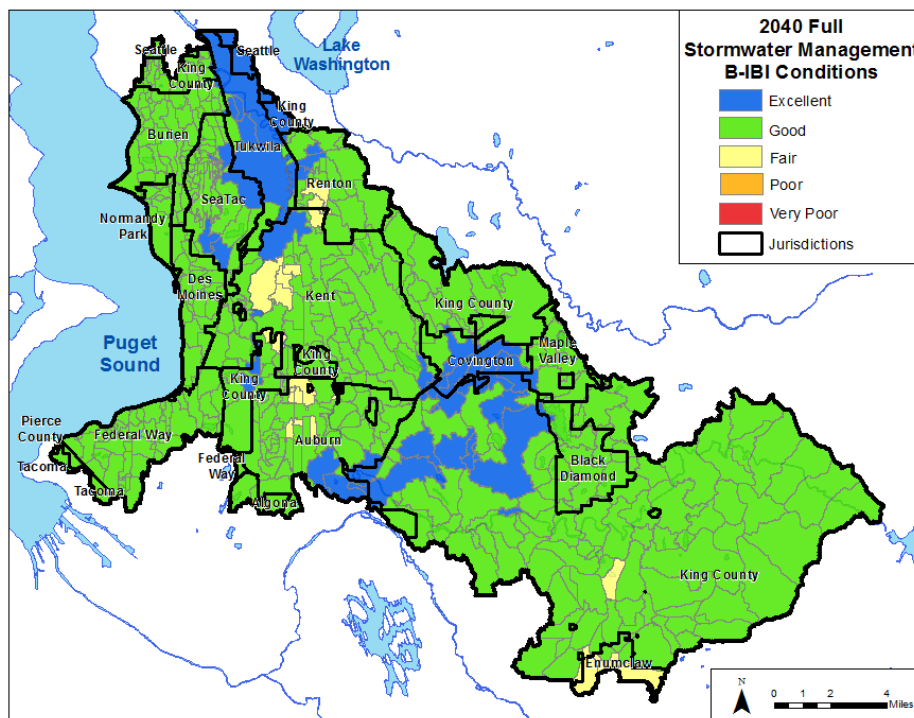 2040 Full
Stormwater Management
B-IBI Conditions
Excellent
Good
Fair
Poor
Very Poor
Jurisdictions
Lake
Washington
Seattle
Seattle
King
County
King
County
Burien
Tukwila
Renton
SeaTac
Normandy
Park
Des
Moines
Kent
King County
Puget
Sound
Covington
Maple
Valley
King
County
King
County
Pierce
County
Federal Way
Tacoma
Tacoma
Federal
Way
Auburn
Algona
Black
Diamond
King County
Enumclaw
N
0 1 2 4
Miles